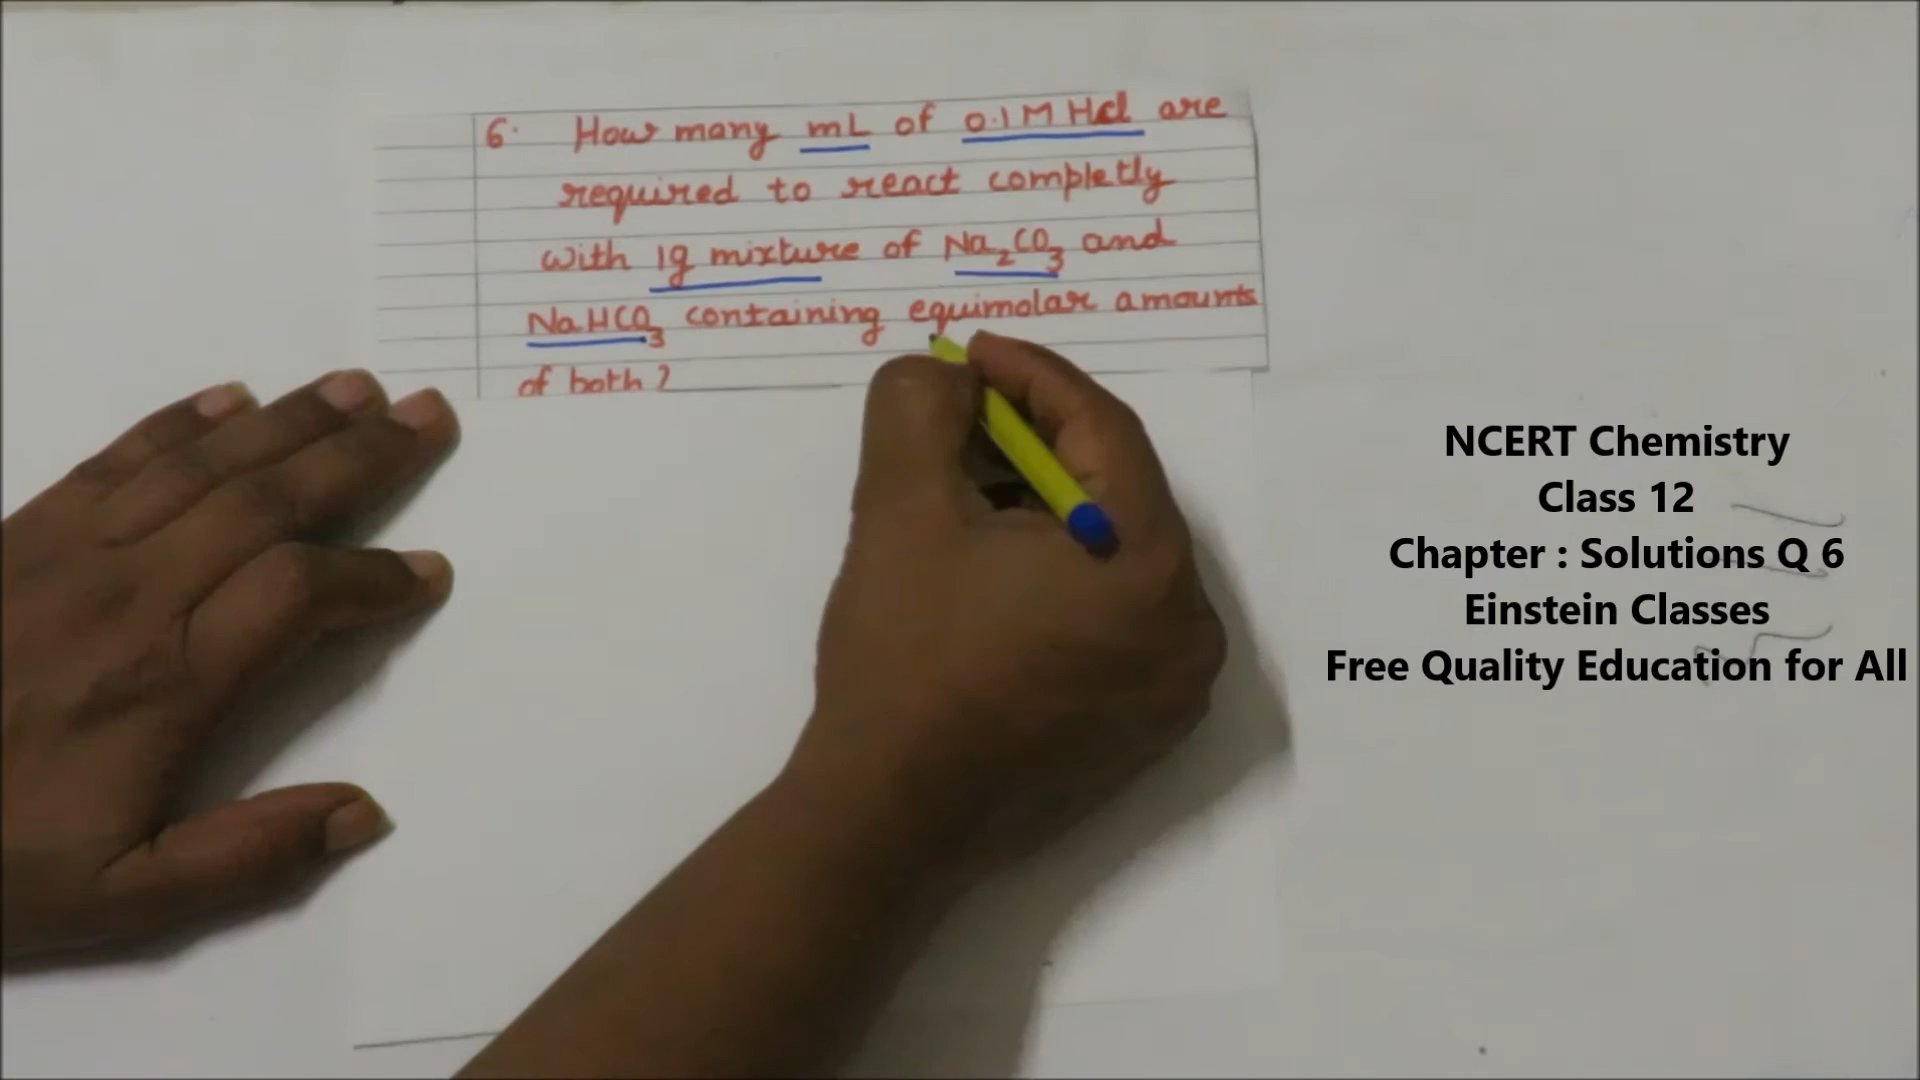 6. How many mL of 0.1 M HCl are
required to react completly
with 1g mixture of Na₂CO₃ and
NaHCO₃ containing equimolar amounts
of both?
NCERT Chemistry
Class 12
Chapter : Solutions Q 6
Einstein Classes
Free Quality Education for All